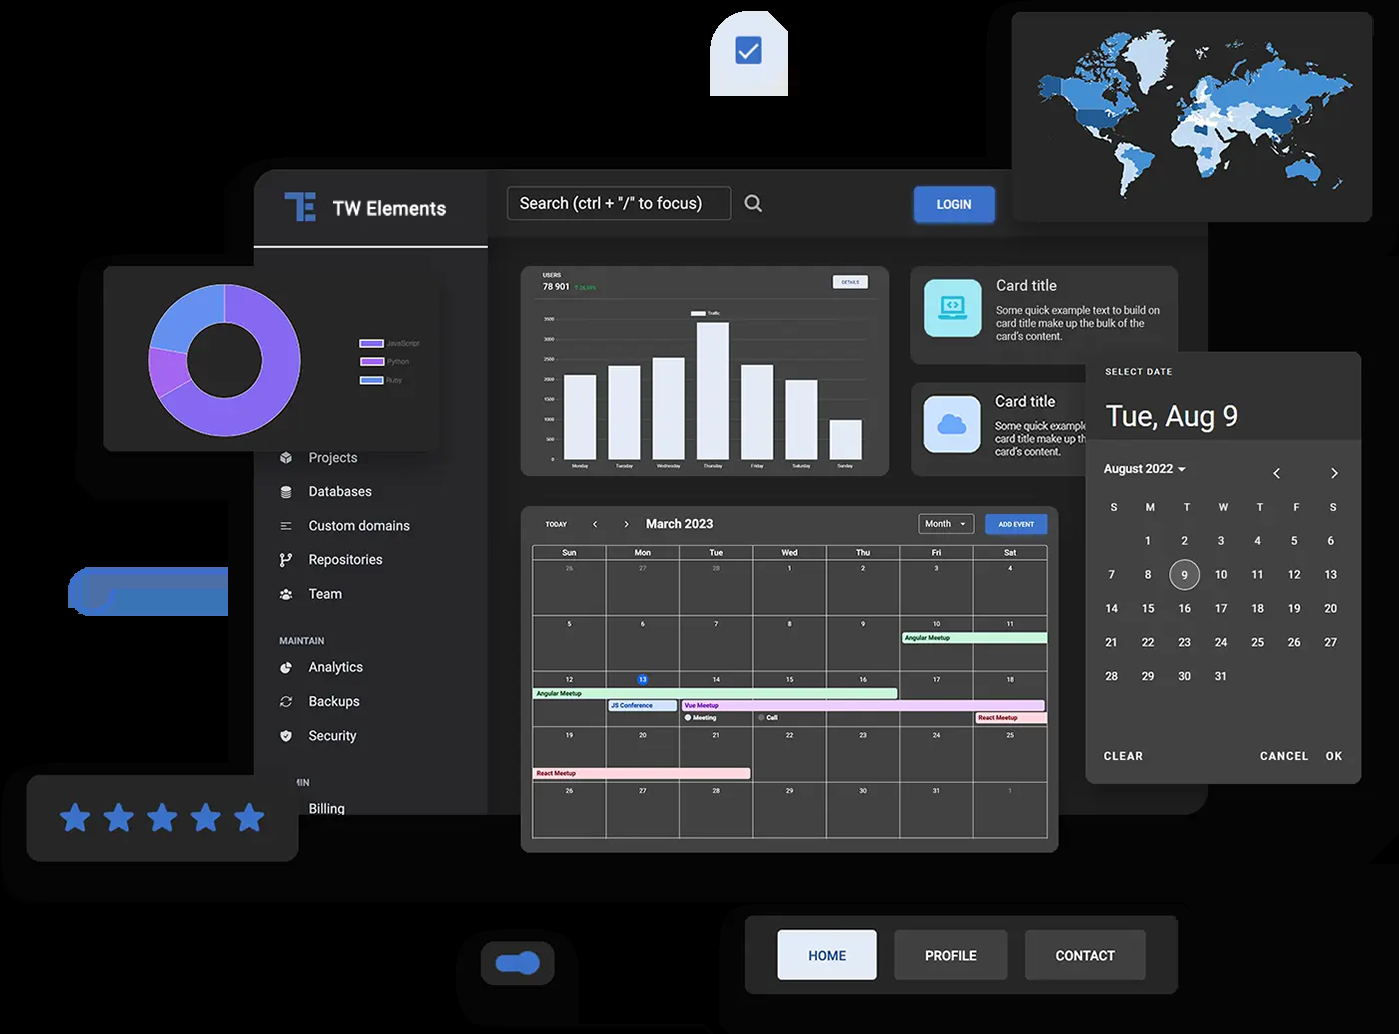 TW Elements
Search (ctrl + "/" to focus)
LOGIN
JavaScript
Python
Ruby
Projects
Databases
Custom domains
Repositories
Team
MAINTAIN
Analytics
Backups
Security
MIN
Billing
USERS
78 901
DETAILS
Traffic
3500
3000
2500
2000
1500
1000
500
0
Monday Tuesday Wednesday Thursday Friday Saturday Sunday
Card title
Some quick example text to build on
card title make up the bulk of the
card's content.
Card title
Some quick example
card title make up th
card's content.
TODAY March 2023 Month ADD EVENT
Sun Mon Tue Wed Thu Fri Sat
26 27 28 1 2 3 4
5 6 7 8 9 10 11
Angular Meetup
12 13 14 15 16 17 18
Angular Meetup
JS Conference Vue Meetup
Meeting Call React Meetup
19 20 21 22 23 24 25
React Meetup
26 27 28 29 30 31 1
SELECT DATE
Tue, Aug 9
August 2022
S M T W T F S
1 2 3 4 5 6
7 8 9 10 11 12 13
14 15 16 17 18 19 20
21 22 23 24 25 26 27
28 29 30 31
CLEAR CANCEL OK
HOME PROFILE CONTACT